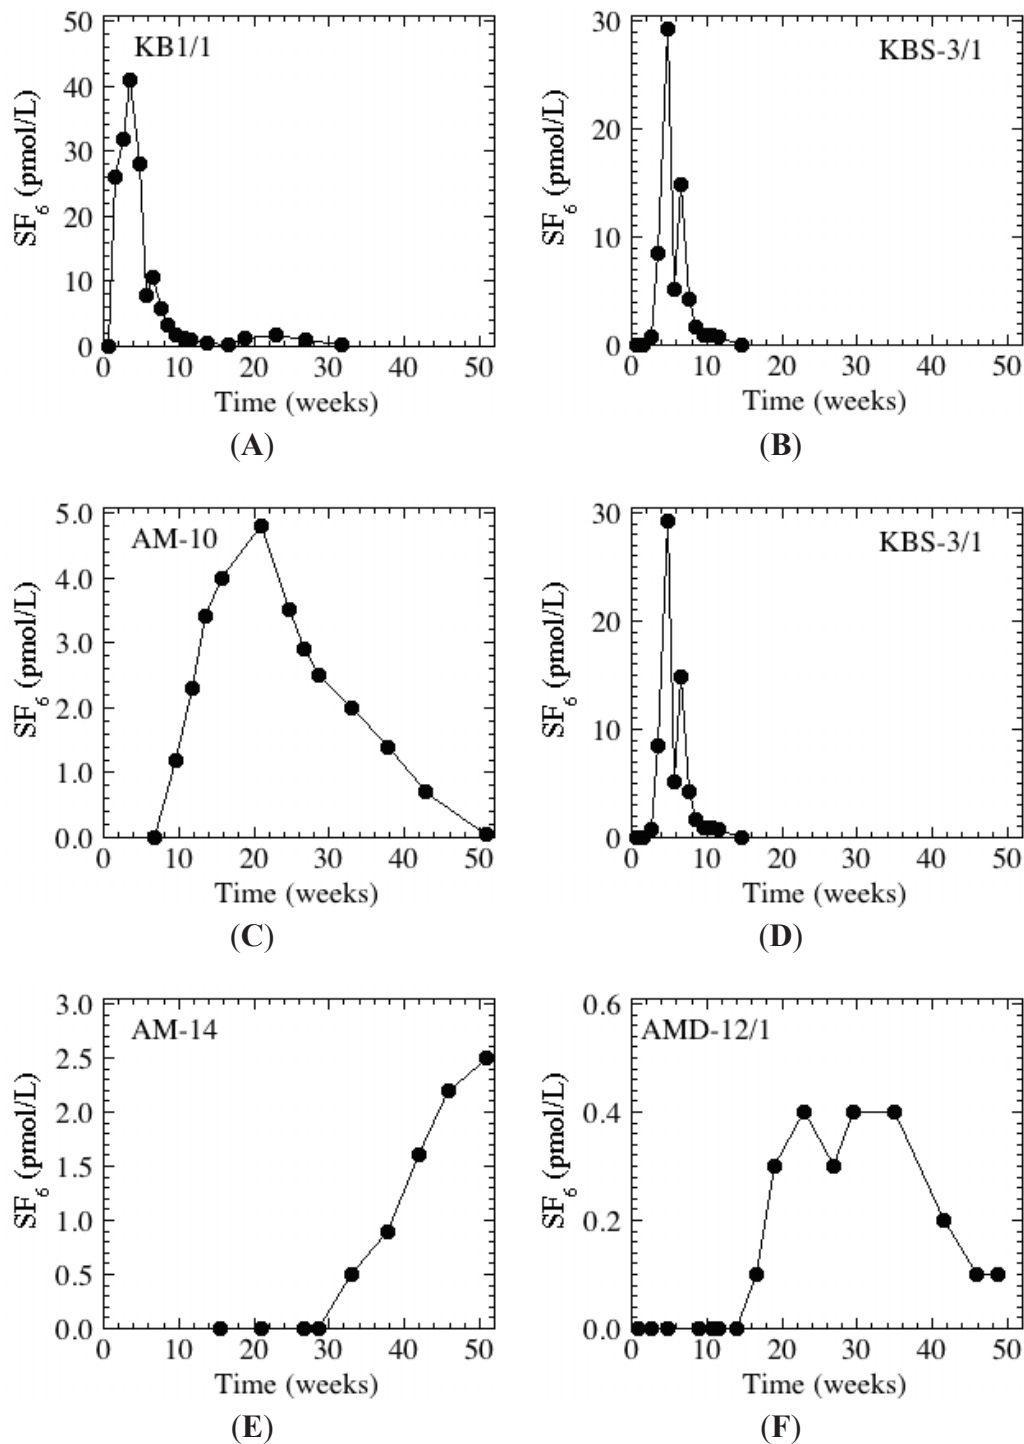 50
40
30
20
10
0
KB1/1
SF6 (pmol/L)
0 10 20 30 40 50
Time (weeks)
(A)
30
20
10
0
KBS-3/1
SF6 (pmol/L)
0 10 20 30 40 50
Time (weeks)
(B)
5.0
4.0
3.0
2.0
1.0
0.0
AM-10
SF6 (pmol/L)
0 10 20 30 40 50
Time (weeks)
(C)
30
20
10
0
KBS-3/1
SF6 (pmol/L)
0 10 20 30 40 50
Time (weeks)
(D)
3.0
2.5
2.0
1.5
1.0
0.5
0.0
AM-14
SF6 (pmol/L)
0 10 20 30 40 50
Time (weeks)
(E)
0.6
0.4
0.2
0.0
AMD-12/1
SF6 (pmol/L)
0 10 20 30 40 50
Time (weeks)
(F)